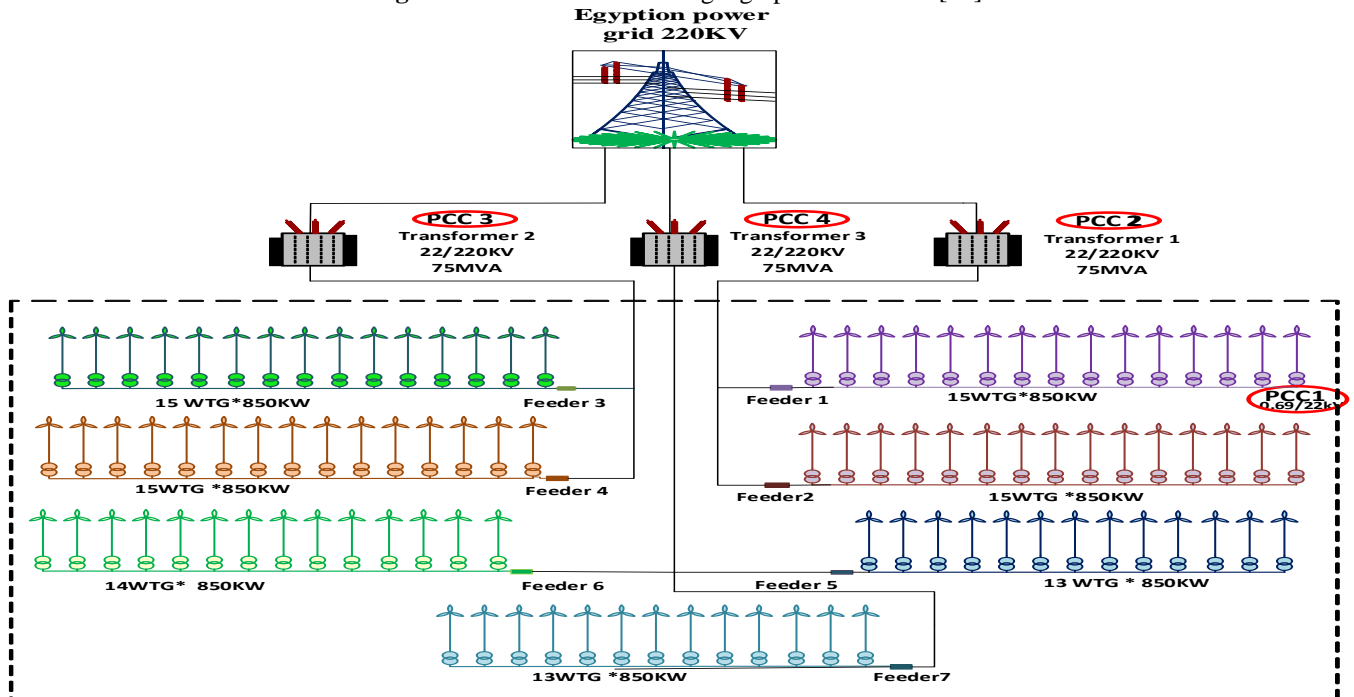 Egyption power
grid 220KV
PCC 3
Transformer 2
22/220KV
75MVA
PCC 4
Transformer 3
22/220KV
75MVA
PCC 2
Transformer 1
22/220KV
75MVA
15 WTG*850KW
Feeder 3
Feeder 1
15WTG*850KW
PCC1
0.69/22kV
15WTG *850KW
Feeder 4
Feeder2
15WTG *850KW
14WTG* 850KW
Feeder 6
Feeder 5
13 WTG * 850KW
13WTG *850KW
Feeder7